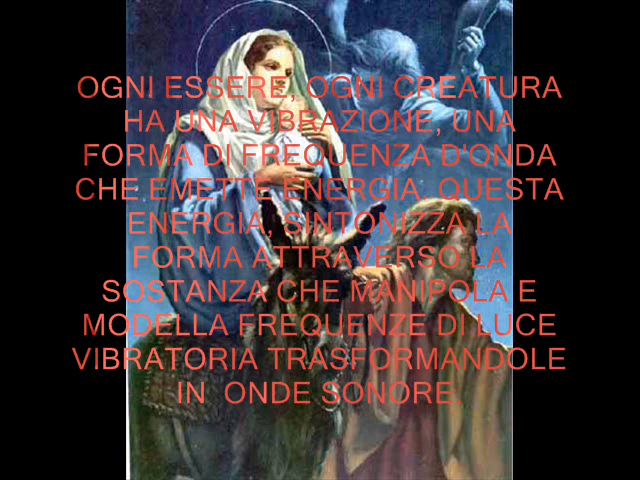 OGNI ESSERE, OGNI CREATURA
HA UNA VIBRAZIONE, UNA
FORMA DI FREQUENZA D'ONDA
CHE EMETTE ENERGIA. QUESTA
ENERGIA, SINTONIZZA LA
FORMA ATTRAVERSO LA
SOSTANZA CHE MANIPOLA E
MODELLA FREQUENZE DI LUCE
VIBRATORIA TRASFORMANDOLE
IN  ONDE SONORE.